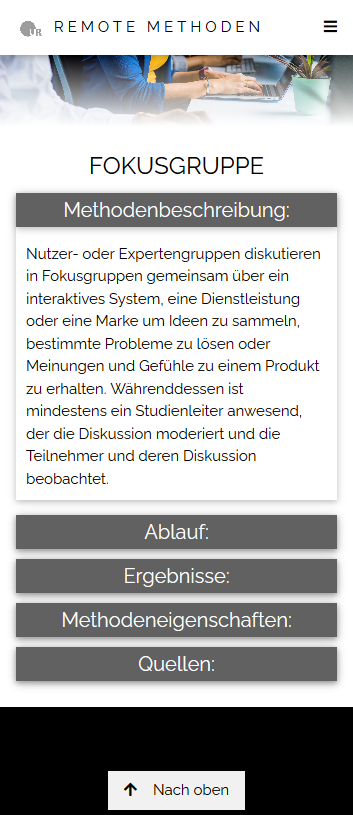 UR REMOTE METHODEN
FOKUSGRUPPE
Methodenbeschreibung:
Nutzer- oder Expertengruppen diskutieren
in Fokusgruppen gemeinsam über ein
interaktives System, eine Dienstleistung
oder eine Marke um Ideen zu sammeln,
bestimmte Probleme zu lösen oder
Meinungen und Gefühle zu einem Produkt
zu erhalten. Währenddessen ist
mindestens ein Studienleiter anwesend,
der die Diskussion moderiert und die
Teilnehmer und deren Diskussion
beobachtet.
Ablauf:
Ergebnisse:
Methodeneigenschaften:
Quellen:
Nach oben